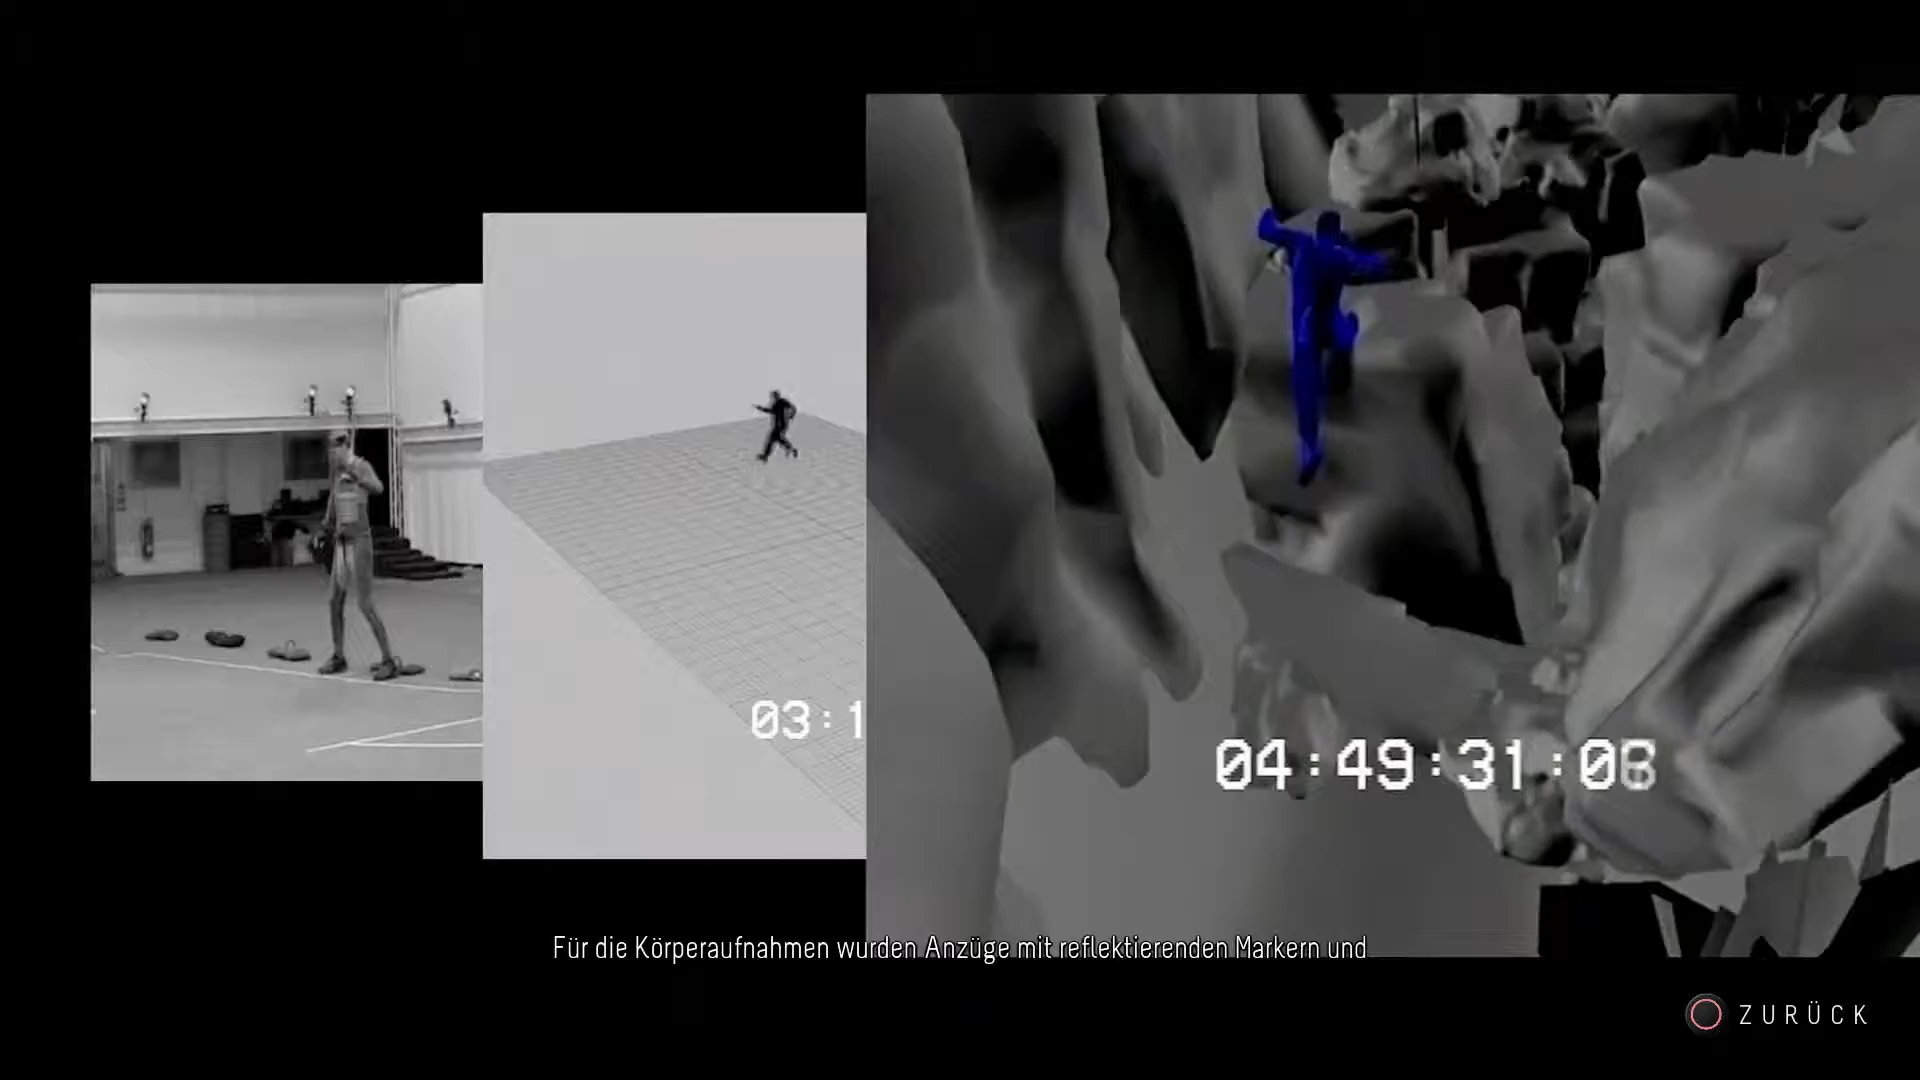 03:1
04:49:31:08
Für die Körperaufnahmen wurden Anzüge mit reflektierenden Markern und
ZURÜCK